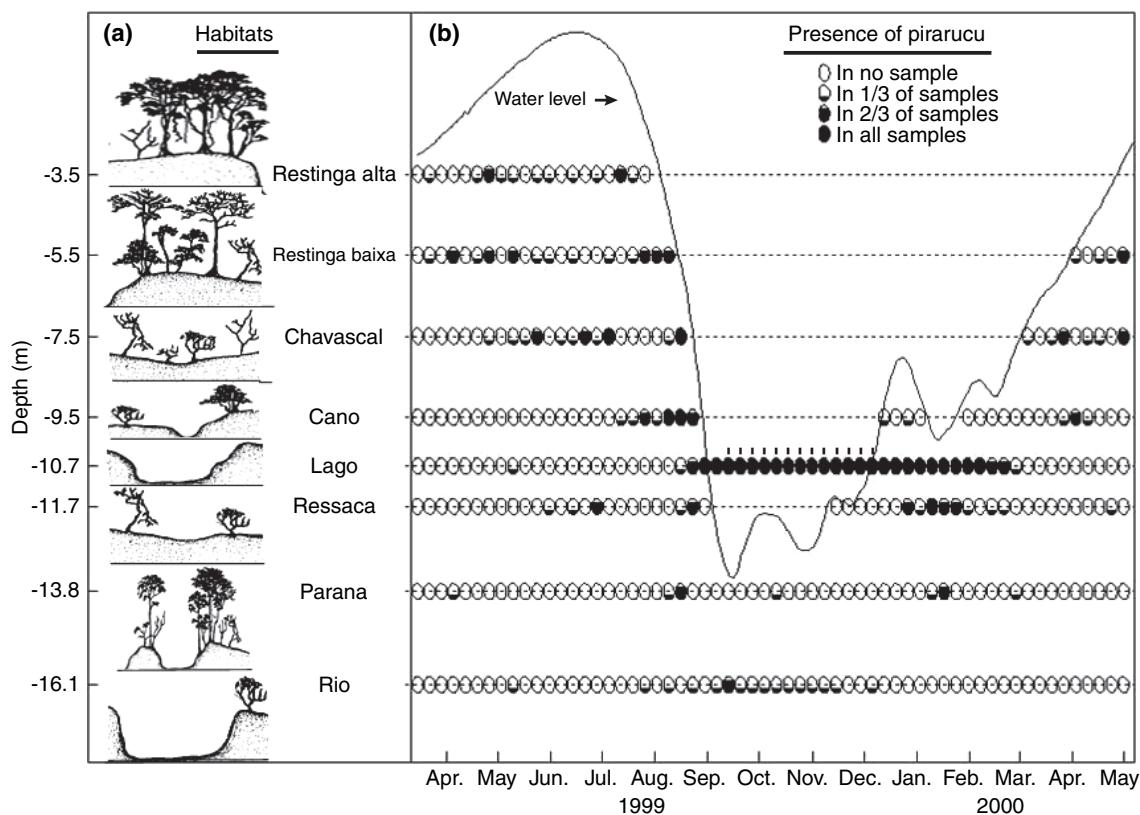 (a)
Habitats
(b)
Presence of pirarucu
In no sample
In 1/3 of samples
In 2/3 of samples
In all samples
Water level
Depth (m)
-3.5 Restinga alta
-5.5 Restinga baixa
-7.5 Chavascal
-9.5 Cano
-10.7 Lago
-11.7 Ressaca
-13.8 Parana
-16.1 Rio
Apr. May Jun. Jul. Aug. Sep. Oct. Nov. Dec. Jan. Feb. Mar. Apr. May
1999 2000